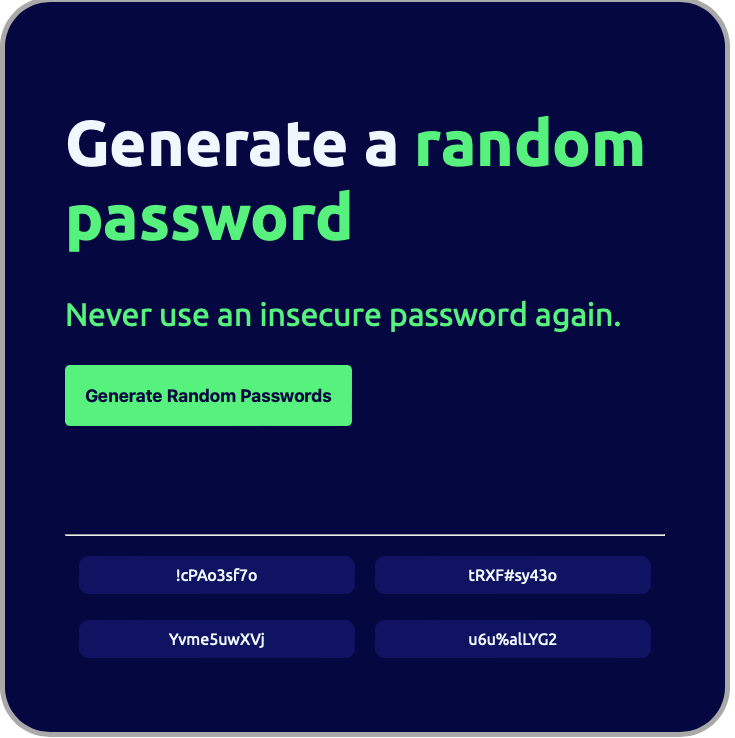 Generate a random
password
Never use an insecure password again.
Generate Random Passwords
!cPAo3sf7o
tRXF#sy43o
Yvme5uwXVj
u6u%alLYG2